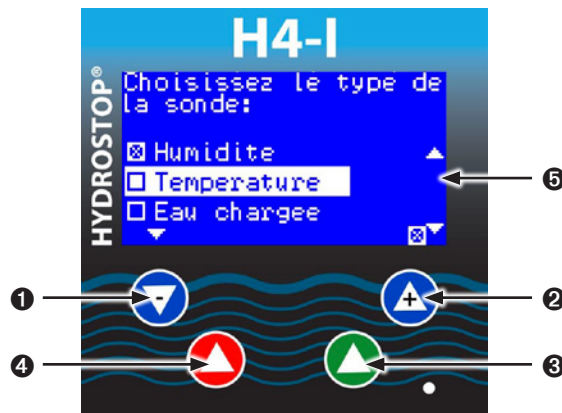 H4-I
HYDROSTOP®
Choisissez le type de
la sonde:
☒ Humidite
☐ Temperature
☐ Eau chargee
❶
❷
❸
❹
❺
-
+